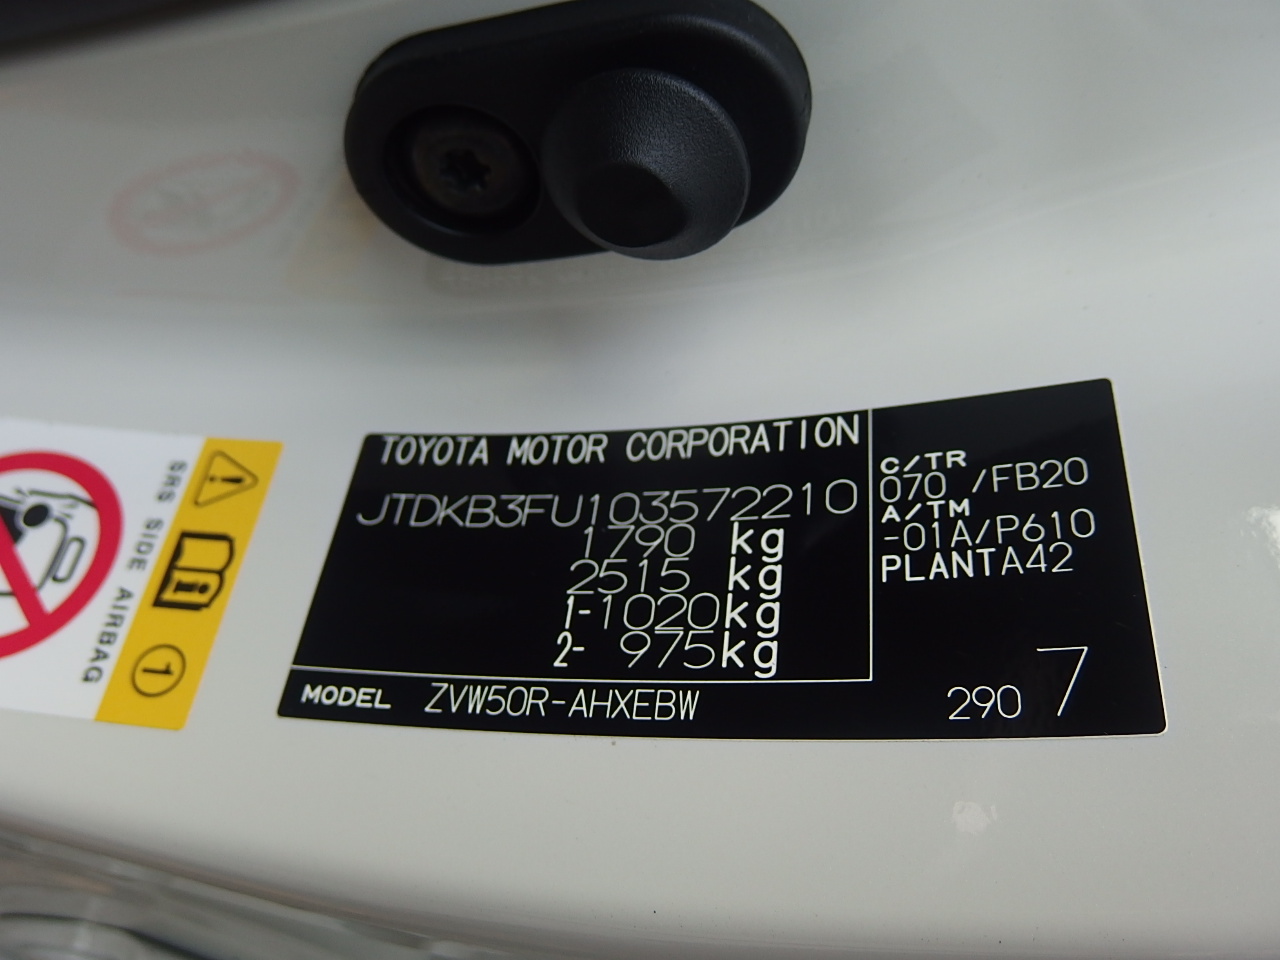 TOYOTA MOTOR CORPORATION
JTDKB3FU103572210
1790 kg
2515 kg
1-1020kg
2- 975kg
MODEL ZVW50R-AHXEBW
C/TR
070 /FB20
A/TM
-01A/P610
PLANTA42
290 7
SRS SIDE AIRBAG
1